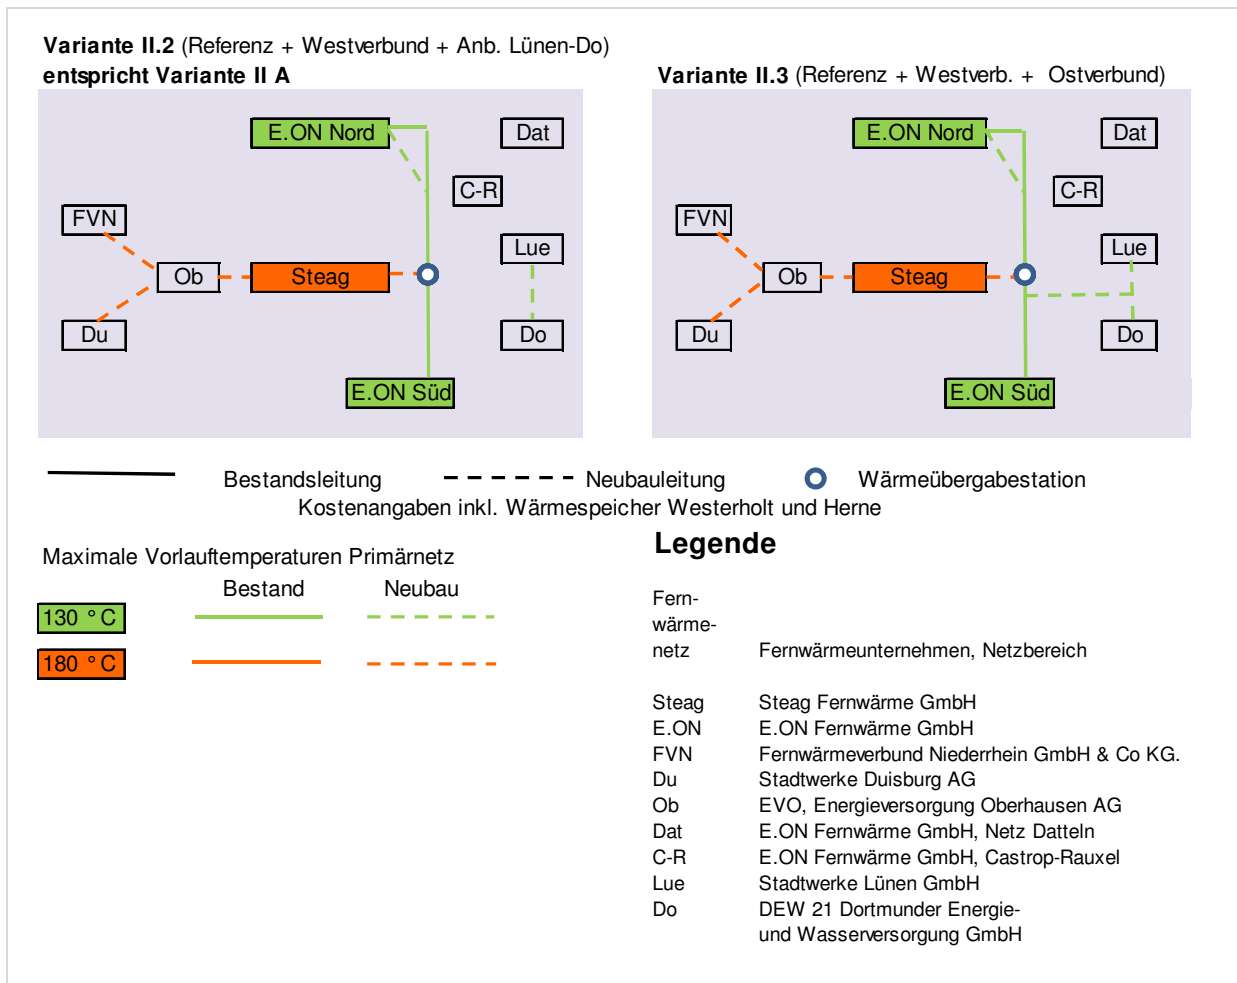 Variante II.2 (Referenz + Westverbund + Anb. Lünen-Do)
entspricht Variante II A
E.ON Nord
Dat
C-R
FVN
Lue
Ob
Steag
Du
Do
E.ON Süd
Variante II.3 (Referenz + Westverb. + Ostverbund)
E.ON Nord
Dat
C-R
FVN
Lue
Ob
Steag
Du
Do
E.ON Süd
Bestandsleitung Neubauleitung Wärmeübergabestation
Kostenangaben inkl. Wärmespeicher Westerholt und Herne
Maximale Vorlauftemperaturen Primärnetz
Bestand Neubau
130 °C
180 °C
Legende
Fern-
wärme-
netz Fernwärmeunternehmen, Netzbereich
Steag Steag Fernwärme GmbH
E.ON E.ON Fernwärme GmbH
FVN Fernwärmeverbund Niederrhein GmbH & Co KG.
Du Stadtwerke Duisburg AG
Ob EVO, Energieversorgung Oberhausen AG
Dat E.ON Fernwärme GmbH, Netz Datteln
C-R E.ON Fernwärme GmbH, Castrop-Rauxel
Lue Stadtwerke Lünen GmbH
Do DEW 21 Dortmunder Energie-
und Wasserversorgung GmbH